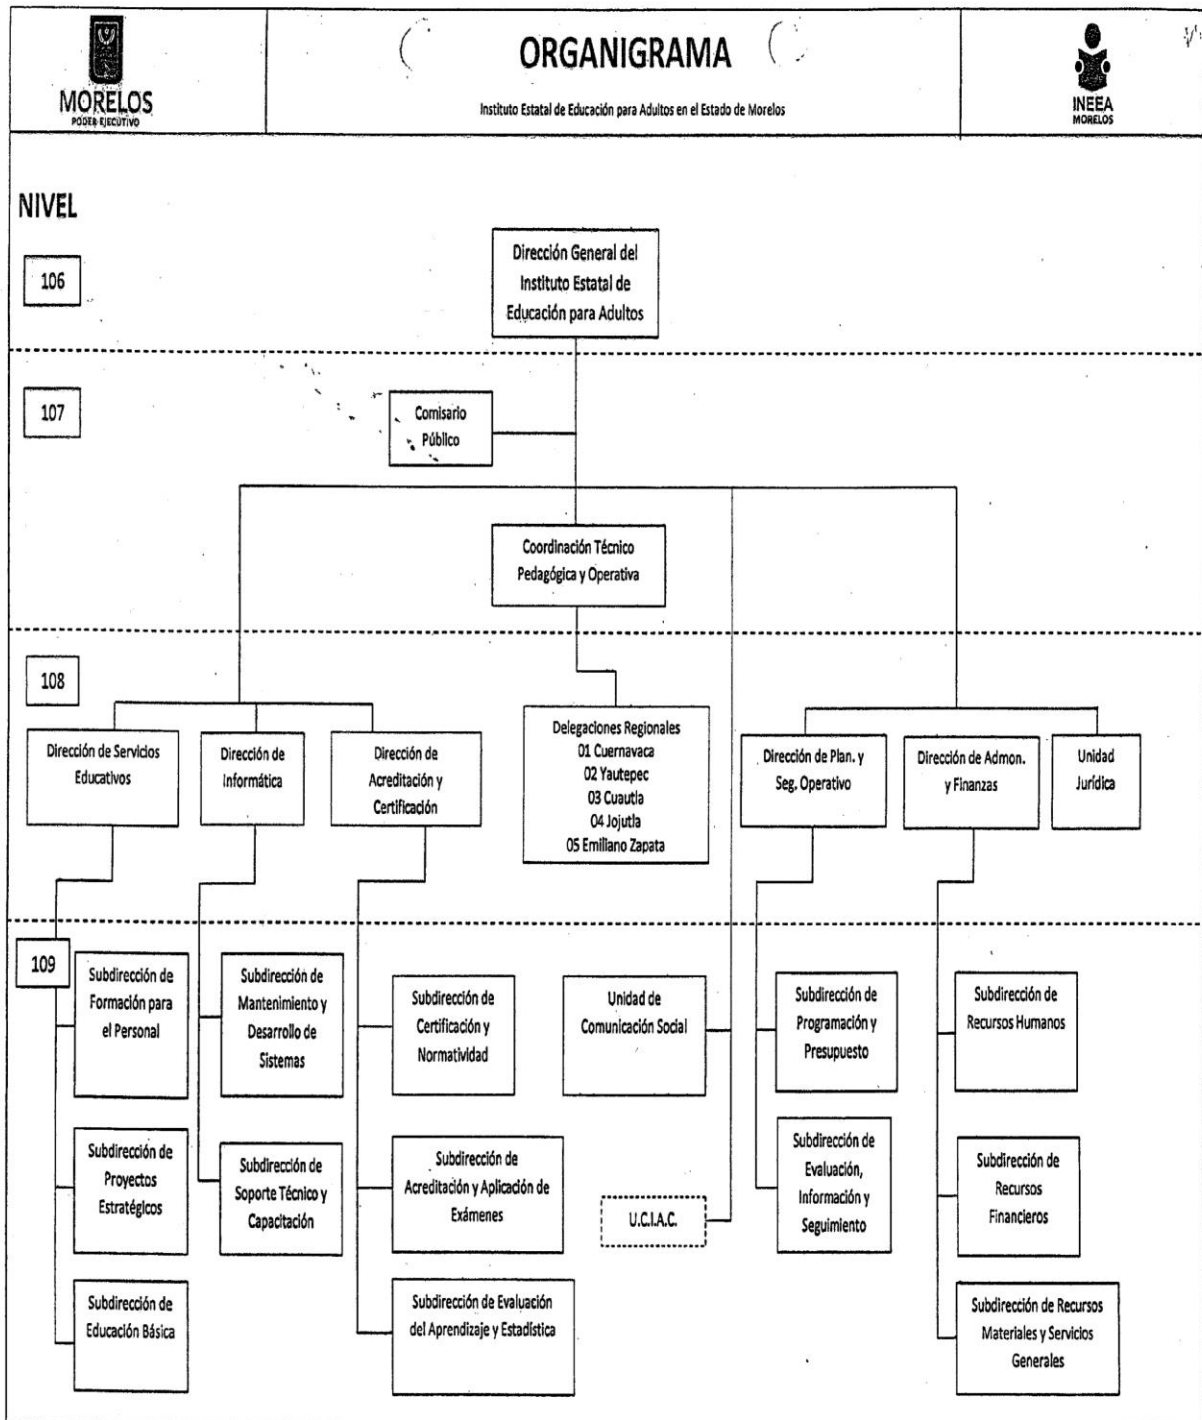 MORELOS
PODER EJECUTIVO
ORGANIGRAMA
Instituto Estatal de Educación para Adultos en el Estado de Morelos
INEEA
MORELOS
NIVEL
106
Dirección General del
Instituto Estatal de
Educación para Adultos
107
Comisario
Público
Coordinación Técnico
Pedagógica y Operativa
108
Dirección de Servicios
Educativos
Dirección de
Informática
Dirección de
Acreditación y
Certificación
Delegaciones Regionales
01 Cuernavaca
02 Yautepec
03 Cuautla
04 Jojutla
05 Emiliano Zapata
Dirección de Plan. y
Seg. Operativo
Dirección de Admon.
y Finanzas
Unidad
Jurídica
109
Subdirección de
Formación para
el Personal
Subdirección de
Mantenimiento y
Desarrollo de
Sistemas
Subdirección de
Certificación y
Normatividad
Unidad de
Comunicación Social
Subdirección de
Programación y
Presupuesto
Subdirección de
Recursos Humanos
Subdirección de
Proyectos
Estratégicos
Subdirección de
Soporte Técnico y
Capacitación
Subdirección de
Acreditación y Aplicación de
Exámenes
U.C.I.A.C.
Subdirección de
Evaluación,
Información y
Seguimiento
Subdirección de
Recursos
Financieros
Subdirección de
Educación Básica
Subdirección de Evaluación
del Aprendizaje y Estadística
Subdirección de Recursos
Materiales y Servicios
Generales